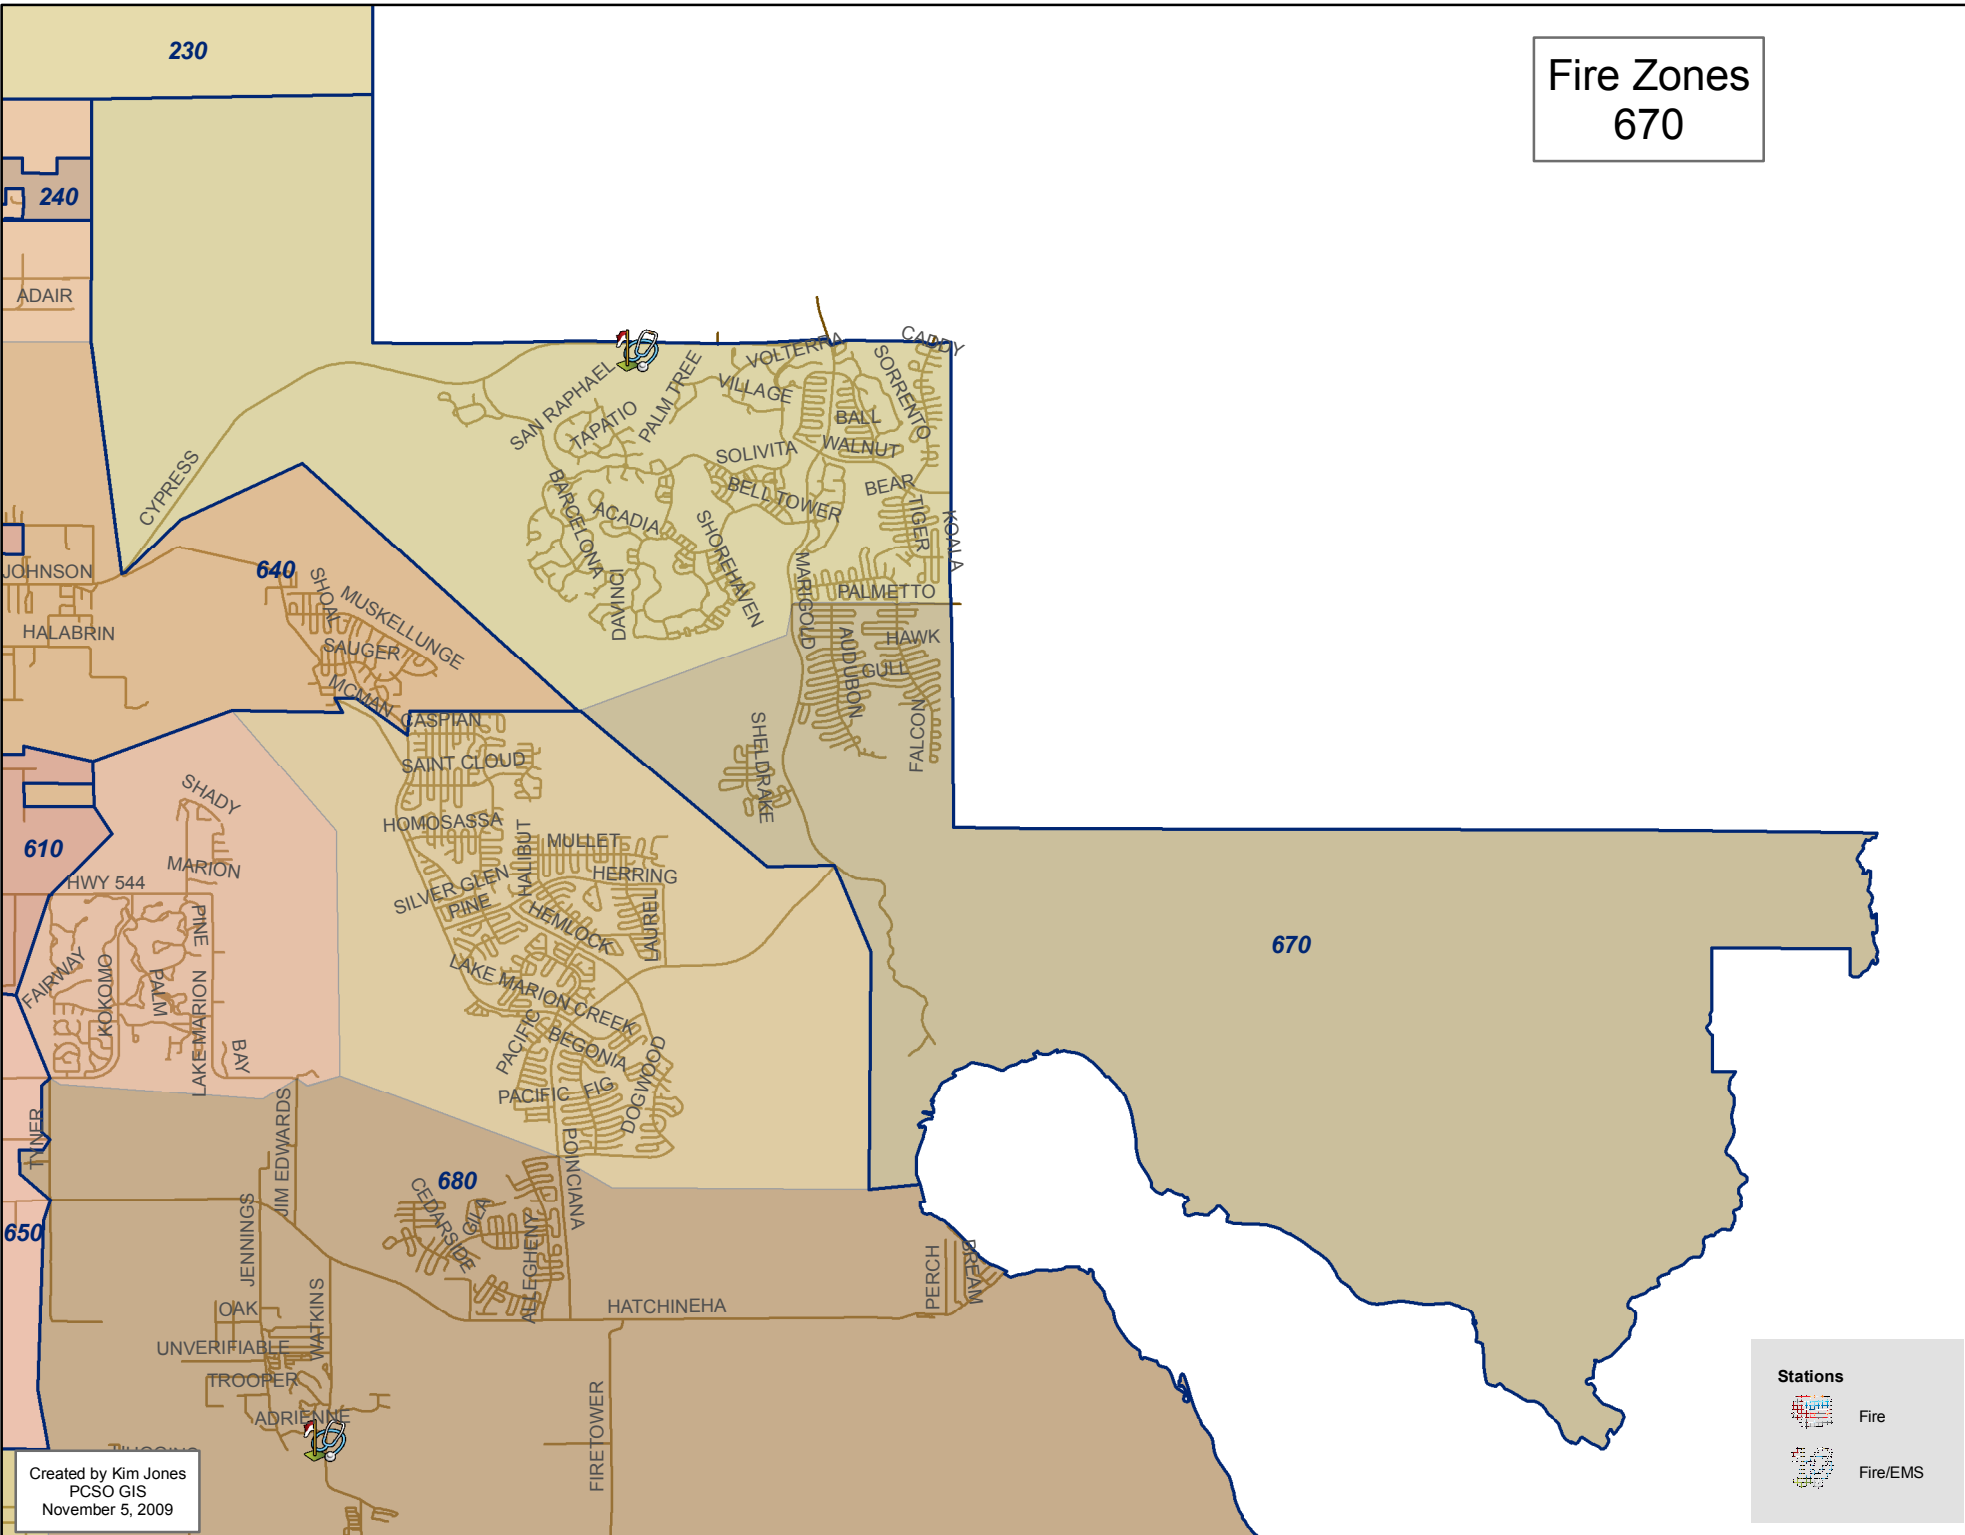 Fire Zones
670
230
240
ADAIR
CADDY
VOLTERRA
SORRENTO
SAN RAPHAEL
PALM TREE
VILLAGE
TAPATIO
BALL
WALNUT
SOLIVITA
CYPRESS
BARCELONA
BELL TOWER
BEAR
TIGER
KOALA
ACADIA
SHOREHAVEN
JOHNSON
640
SHOAL
MUSKELLUNGE
DAVINCI
MARIGOLD
PALMETTO
HALABRIN
SAUGER
AUDUBON
HAWK
GULL
MCMAN
CASPIAN
FALCON
SHELDRAKE
SAINT CLOUD
SHADY
HOMOSASSA
610
MULLET
HALIBUT
MARION
HERRING
HWY 544
SILVER GLEN
PINE
PINE
HEMLOCK
LAUREL
670
FAIRWAY
KOKOMO
PALM
LAKE MARION
LAKE MARION CREEK
BAY
PACIFIC
BEGONIA
DOGWOOD
PACIFIC
FIG
TYNER
JIM EDWARDS
POINCIANA
680
CEDARSIDE
GILA
650
JENNINGS
ALLEGHENY
PERCH
BREAM
OAK
WATKINS
HATCHINEHA
UNVERIFIABLE
TROOPER
ADRIENNE
FIRETOWER
Stations
Fire
Fire/EMS
Created by Kim Jones
PCSO GIS
November 5, 2009